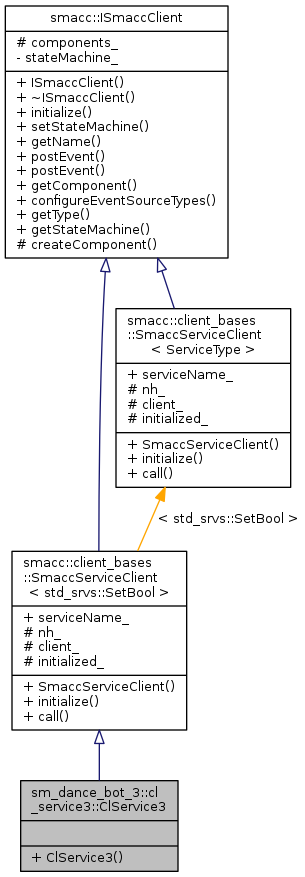 smacc::ISmaccClient
# components_
- stateMachine_
+ ISmaccClient()
+ ~ISmaccClient()
+ initialize()
+ setStateMachine()
+ getName()
+ postEvent()
+ postEvent()
+ getComponent()
+ configureEventSourceTypes()
+ getType()
+ getStateMachine()
# createComponent()
smacc::client_bases
::SmaccServiceClient
< ServiceType >
+ serviceName_
# nh_
# client_
# initialized_
+ SmaccServiceClient()
+ initialize()
+ call()
< std_srvs::SetBool >
smacc::client_bases
::SmaccServiceClient
< std_srvs::SetBool >
+ serviceName_
# nh_
# client_
# initialized_
+ SmaccServiceClient()
+ initialize()
+ call()
sm_dance_bot_3::cl
_service3::ClService3
+ ClService3()